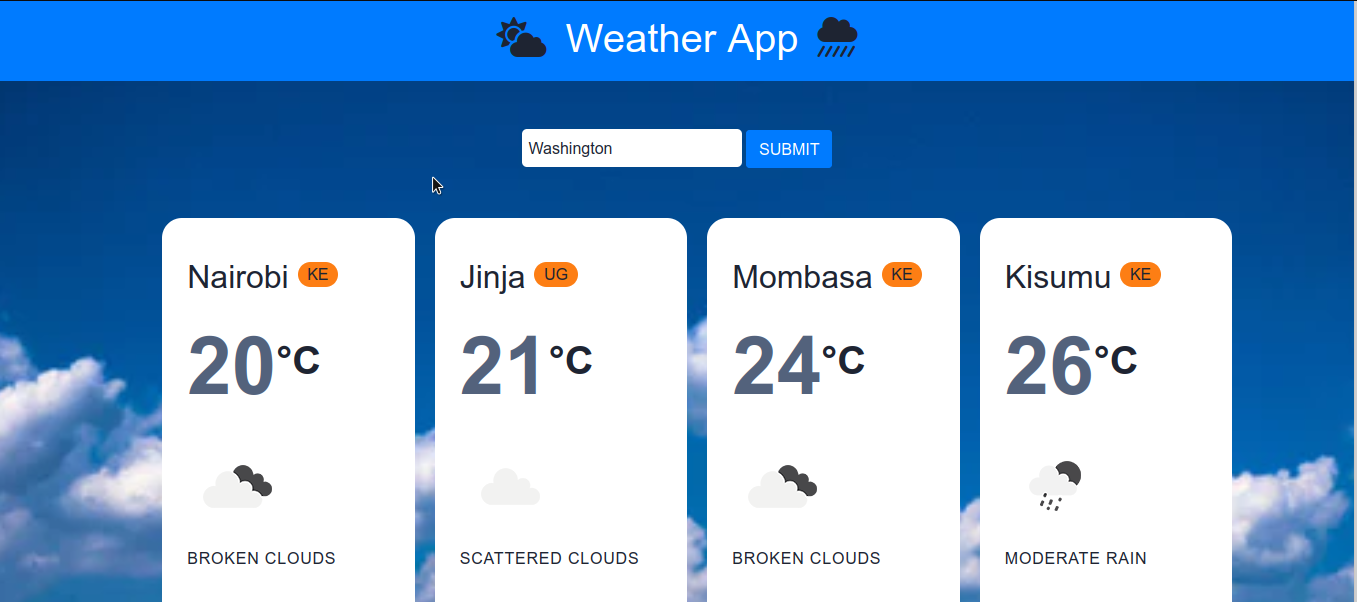 Weather App
Washington SUBMIT
Nairobi KE
20°C
BROKEN CLOUDS
Jinja UG
21°C
SCATTERED CLOUDS
Mombasa KE
24°C
BROKEN CLOUDS
Kisumu KE
26°C
MODERATE RAIN